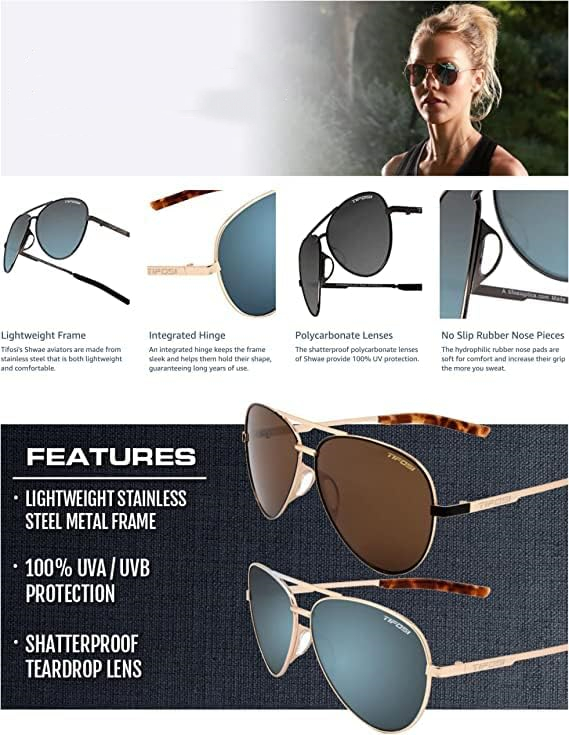 TIFOSI
TIFOSI
TIFOSI
Lightweight Frame
Tifosi's Shwae aviators are made from
stainless steel that is both lightweight
and comfortable.
Integrated Hinge
An integrated hinge keeps the frame
sleek and helps them hold their shape,
guaranteeing long years of use.
Polycarbonate Lenses
The shatterproof polycarbonate lenses
of Shwae provide 100% UV protection.
No Slip Rubber Nose Pieces
The hydrophilic rubber nose pads are
soft for comfort and increase their grip
the more you sweat.
FEATURES
• LIGHTWEIGHT STAINLESS
STEEL METAL FRAME
• 100% UVA / UVB
PROTECTION
• SHATTERPROOF
TEARDROP LENS
TIFOSI
TIFOSI
TIFOSI
TIFOSI